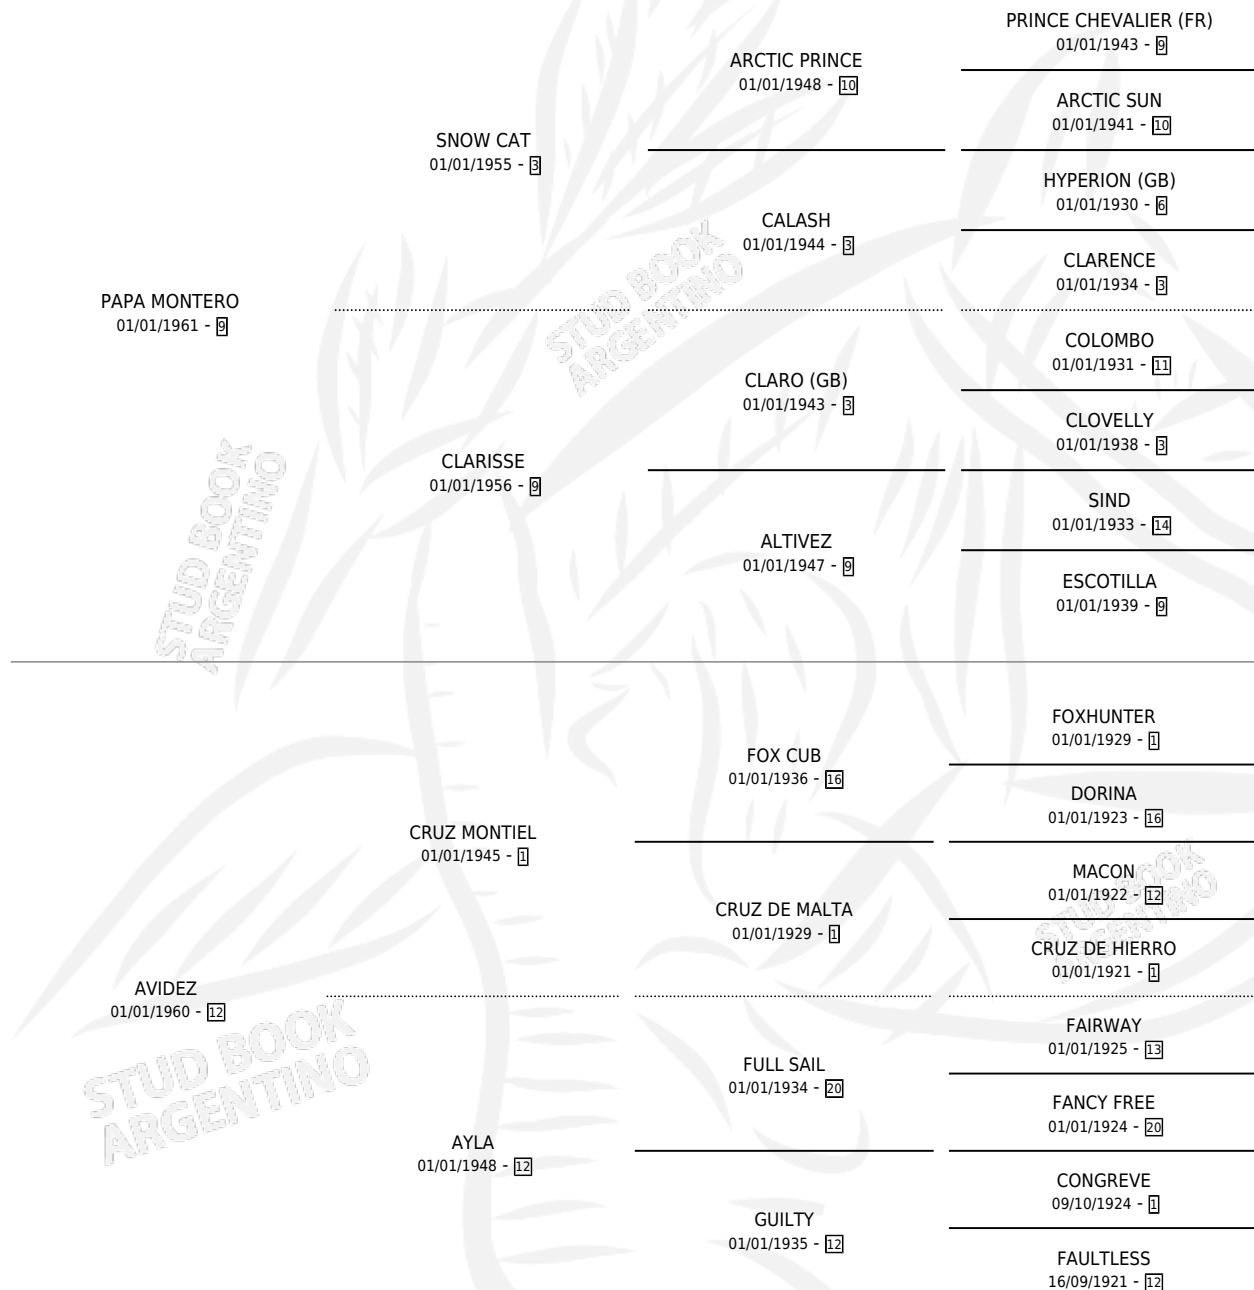 PAPA MONTERO
01/01/1961 - 9
SNOW CAT
01/01/1955 - 3
ARCTIC PRINCE
01/01/1948 - 10
PRINCE CHEVALIER (FR)
01/01/1943 - 9
ARCTIC SUN
01/01/1941 - 10
CALASH
01/01/1944 - 3
HYPERION (GB)
01/01/1930 - 6
CLARENCE
01/01/1934 - 3
CLARISSE
01/01/1956 - 9
CLARO (GB)
01/01/1943 - 3
COLOMBO
01/01/1931 - 11
CLOVELLY
01/01/1938 - 3
ALTIVEZ
01/01/1947 - 9
SIND
01/01/1933 - 14
ESCOTILLA
01/01/1939 - 9
AVIDEZ
01/01/1960 - 12
CRUZ MONTIEL
01/01/1945 - 1
FOX CUB
01/01/1936 - 16
FOXHUNTER
01/01/1929 - 1
DORINA
01/01/1923 - 16
CRUZ DE MALTA
01/01/1929 - 1
MACON
01/01/1922 - 12
CRUZ DE HIERRO
01/01/1921 - 1
AYLA
01/01/1948 - 12
FULL SAIL
01/01/1934 - 20
FAIRWAY
01/01/1925 - 13
FANCY FREE
01/01/1924 - 20
GUILTY
01/01/1935 - 12
CONGREVE
09/10/1924 - 1
FAULTLESS
16/09/1921 - 12
STUD BOOK
ARGENTINO
STUD BOOK
ARGENTINO
STUD BOOK
ARGENTINO
STUD BOOK
ARGENTINO